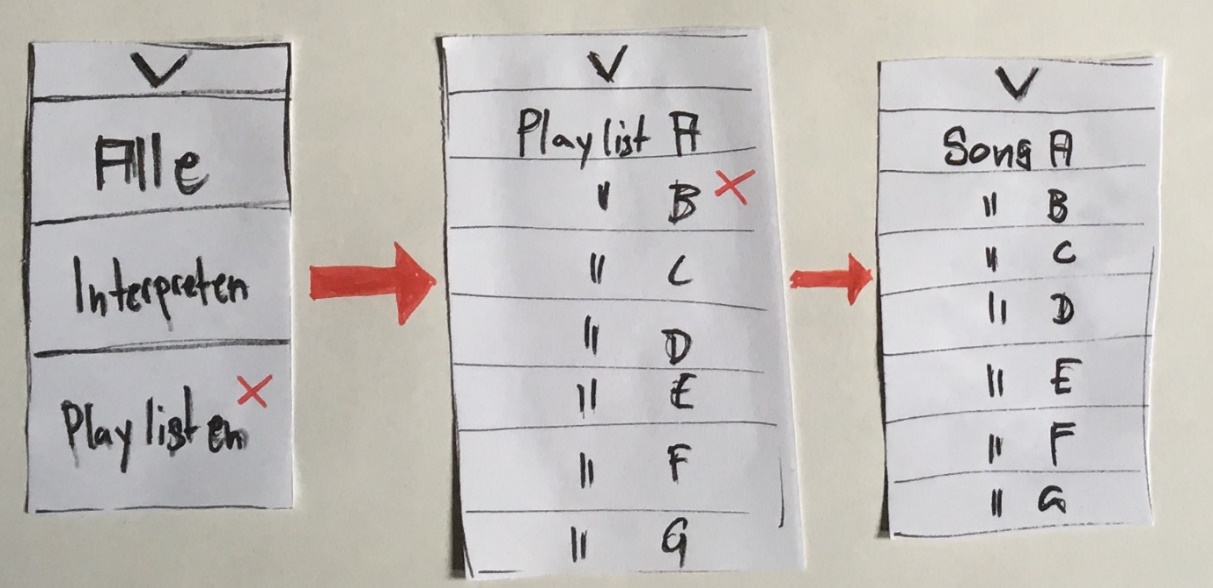 V
Alle
Interpreten
Playlisten
V
Playlist A
" B
" C
" D
" E
" F
" G
V
Song A
" B
" C
" D
" E
" F
" G